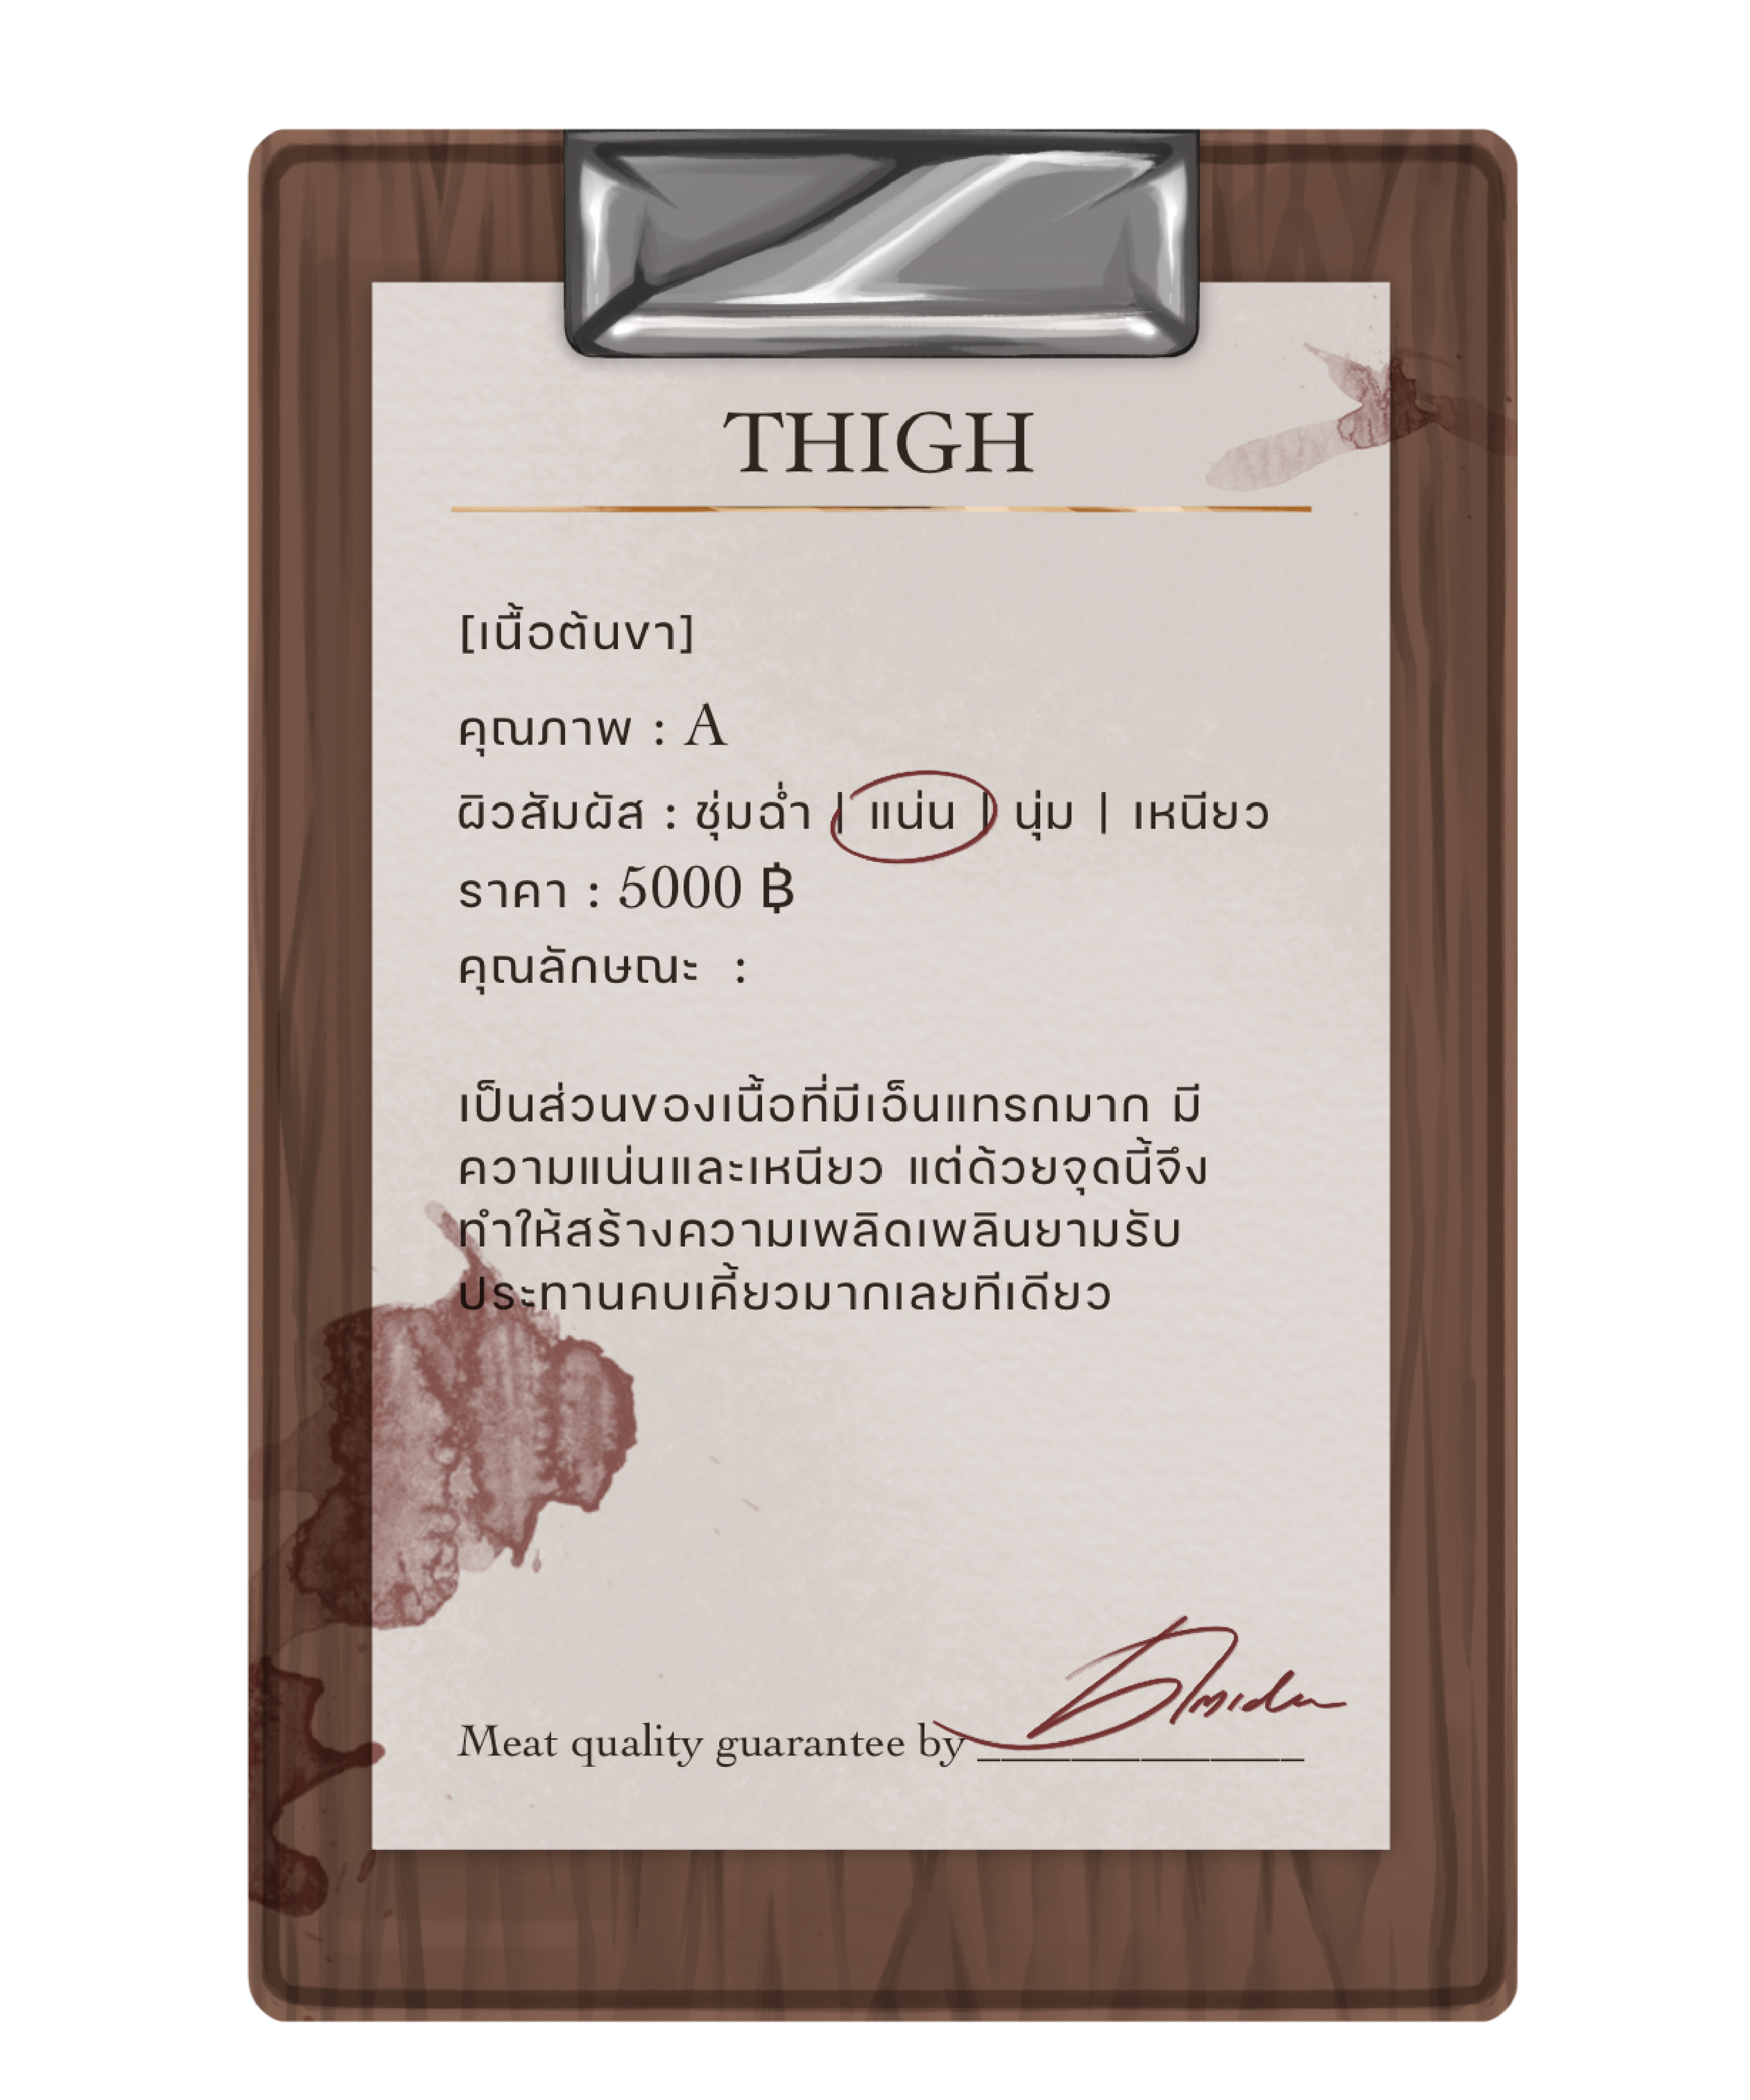 THIGH
[เนื้อต้นขา]
คุณภาพ : A
ผิวสัมผัส : ชุ่มฉ่ำ | แน่น | นุ่ม | เหนียว
ราคา : 5000 ฿
คุณลักษณะ :
เป็นส่วนของเนื้อที่มีเอ็นแทรกมาก มี
ความแน่นและเหนียว แต่ด้วยจุดนี้จึง
ทำให้สร้างความเพลิดเพลินยามรับ
ประทานคบเคี้ยวมากเลยทีเดียว
Meat quality guarantee by